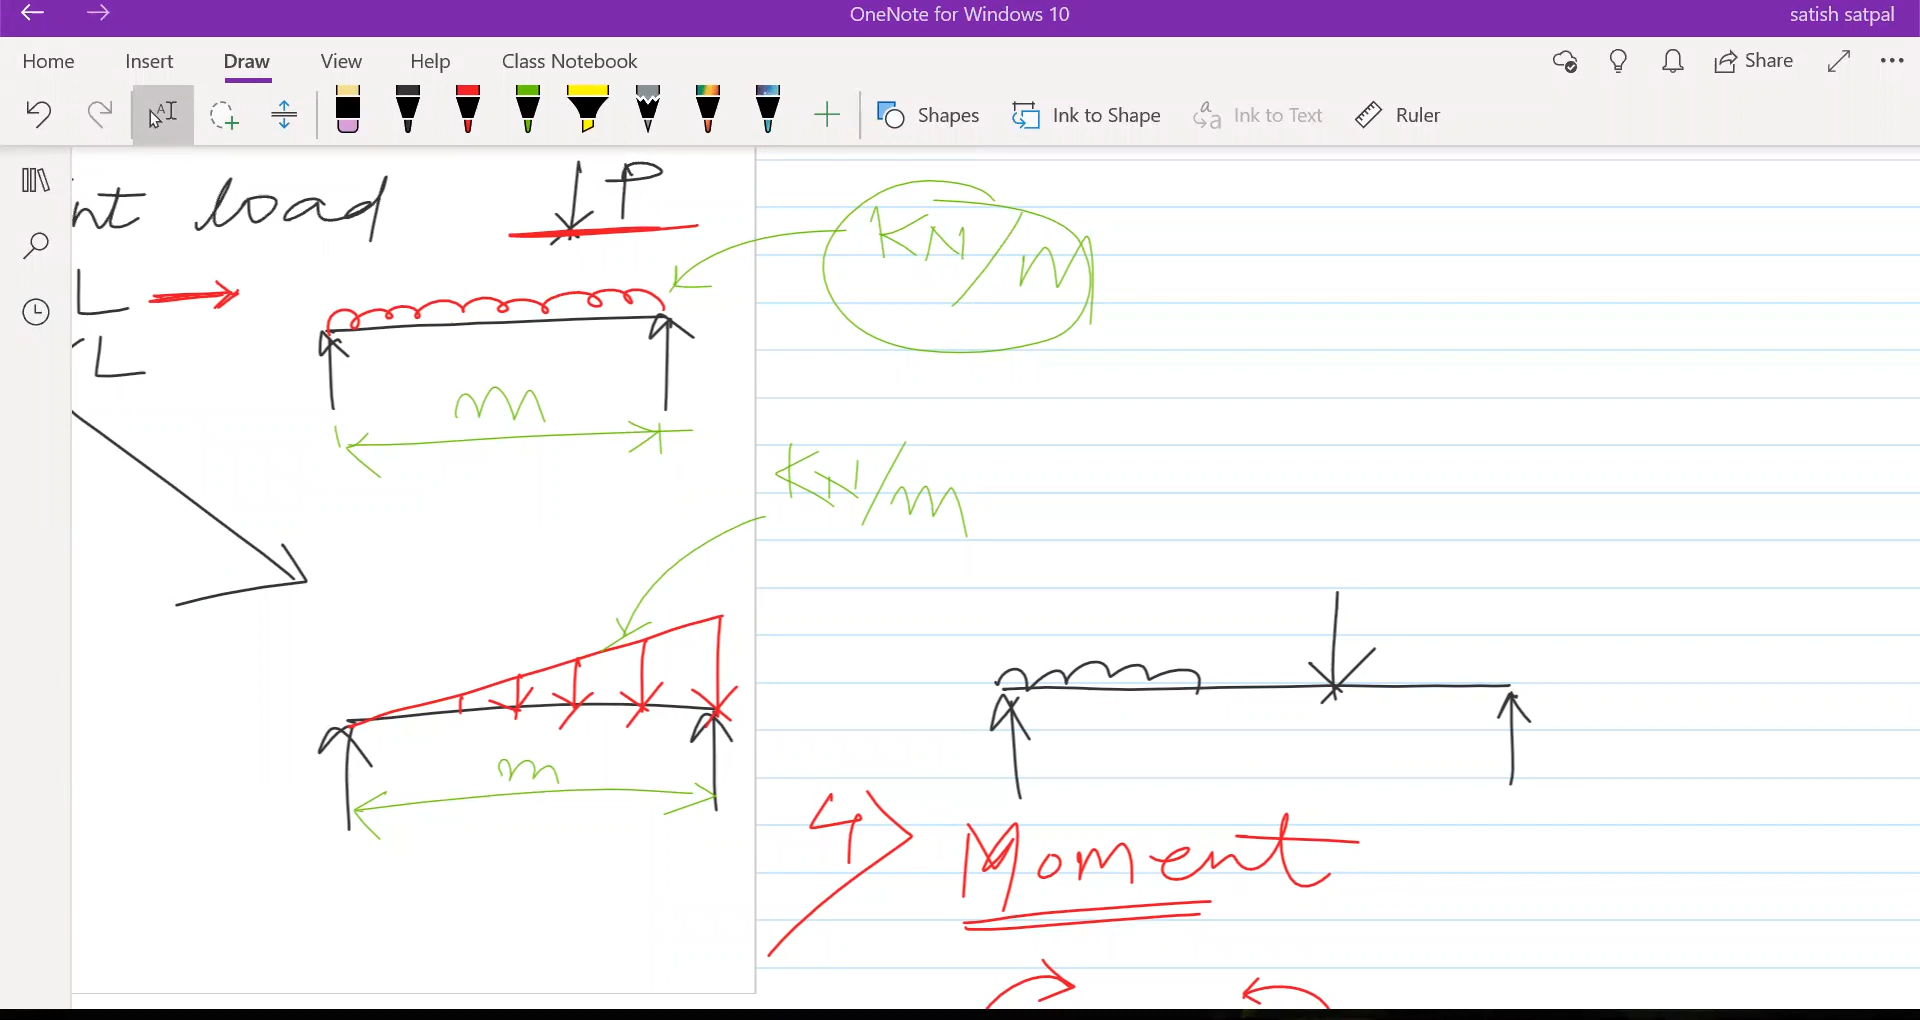 OneNote for Windows 10
satish satpal
Home Insert Draw View Help Class Notebook
Share
Shapes Ink to Shape Ink to Text Ruler
nt load
P
KN/m
L
L
m
KN/m
m
4) Moment